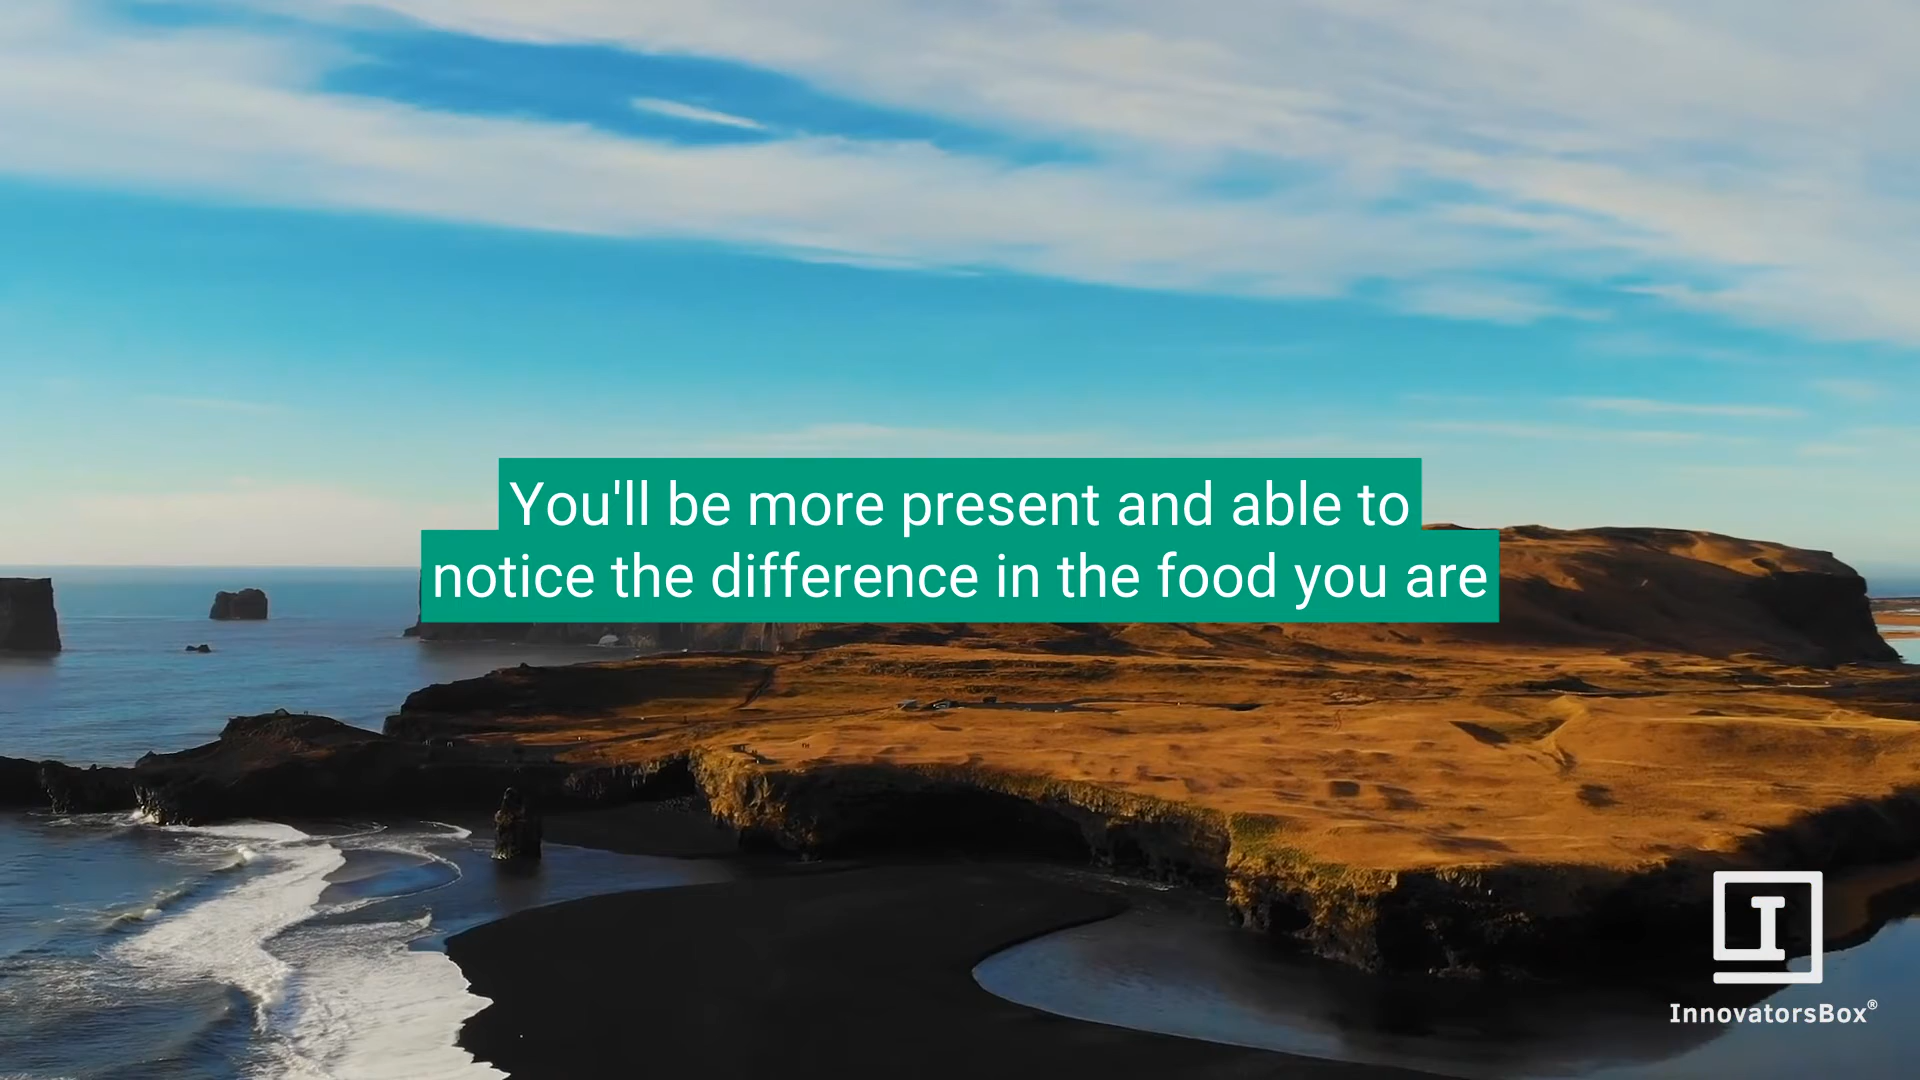 You'll be more present and able to
notice the difference in the food you are
I
InnovatorsBox®